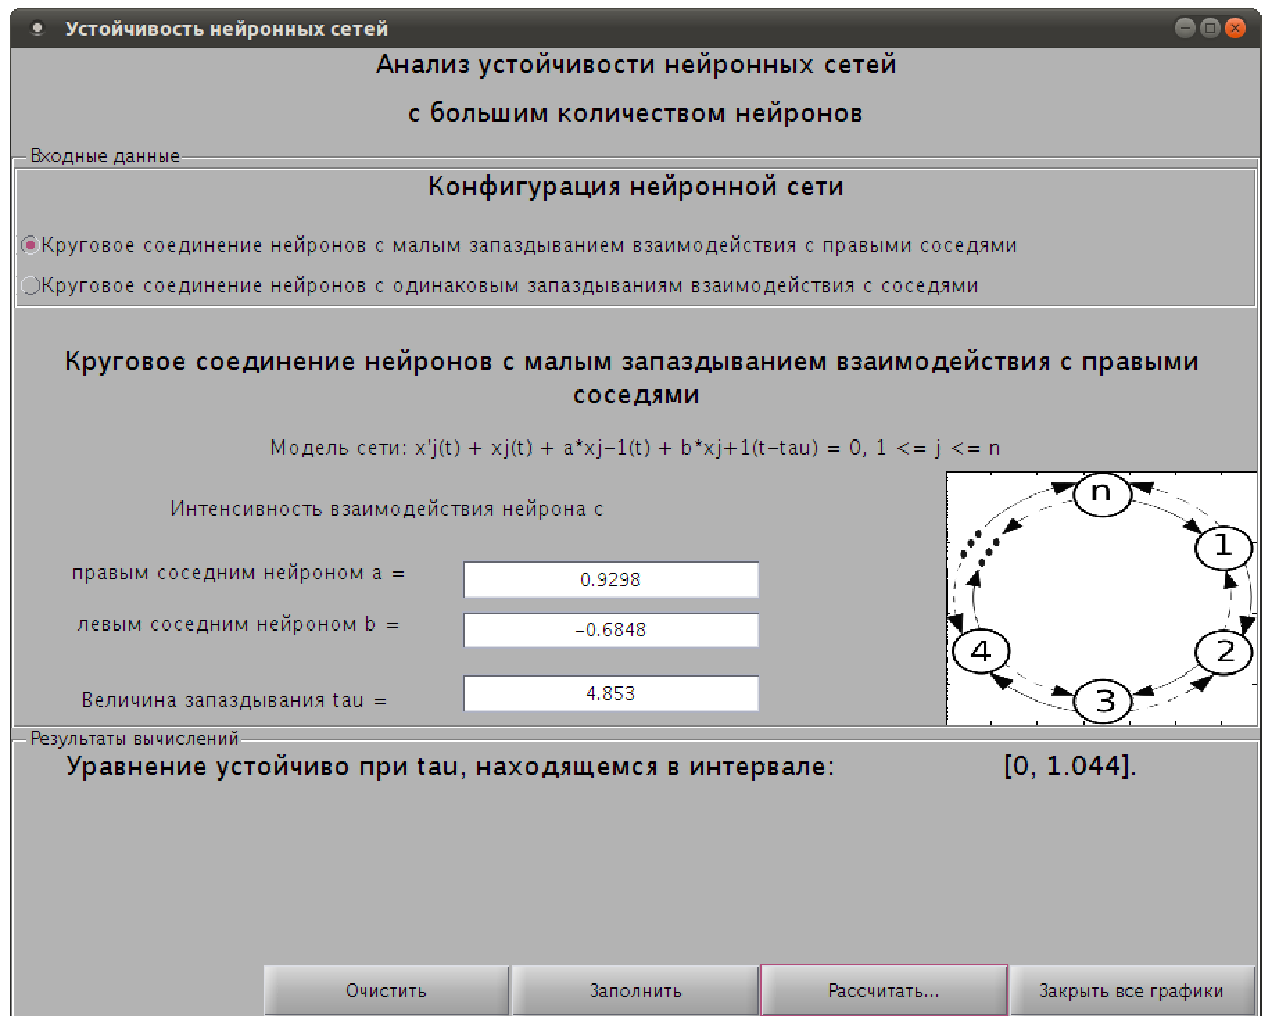 Устойчивость нейронных сетей
Анализ устойчивости нейронных сетей
с большим количеством нейронов
Входные данные
Конфигурация нейронной сети
Круговое соединение нейронов с малым запаздыванием взаимодействия с правыми соседями
Круговое соединение нейронов с одинаковым запаздываниям взаимодействия с соседями
Круговое соединение нейронов с малым запаздыванием взаимодействия с правыми
соседями
Модель сети: x'j(t) + xj(t) + a*xj−1(t) + b*xj+1(t−tau) = 0, 1 <= j <= n
Интенсивность взаимодействия нейрона с
правым соседним нейроном a =
0.9298
левым соседним нейроном b =
−0.6848
Величина запаздывания tau =
4.853
n
1
2
3
4
Результаты вычислений
Уравнение устойчиво при tau, находящемся в интервале: [0, 1.044].
Очистить
Заполнить
Рассчитать...
Закрыть все графики